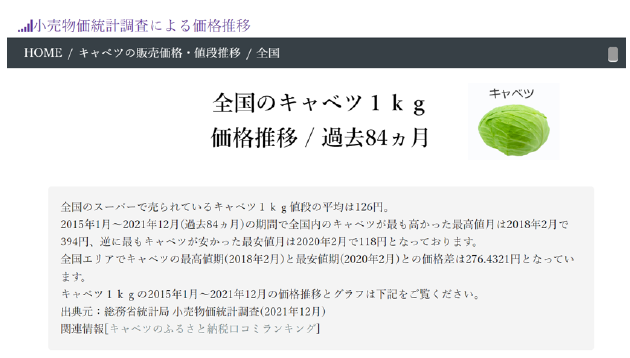 小売物価統計調査による価格推移
HOME / キャベツの販売価格・値段推移 / 全国
全国のキャベツ１ｋｇ
価格推移 / 過去84ヵ月
キャベツ
全国のスーパーで売られているキャベツ１ｋｇ値段の平均は126円。
2015年1月～2021年12月(過去84ヵ月)の期間で全国内のキャベツが最も高かった最高値月は2018年2月で
394円、逆に最もキャベツが安かった最安値月は2020年2月で118円となっております。
全国エリアでキャベツの最高値期(2018年2月)と最安値期(2020年2月)との価格差は276.4321円となってい
ます。
キャベツ１ｋｇの2015年1月～2021年12月の価格推移とグラフは下記をご覧ください。
出典元：総務省統計局 小売物価統計調査(2021年12月)
関連情報[キャベツのふるさと納税口コミランキング]